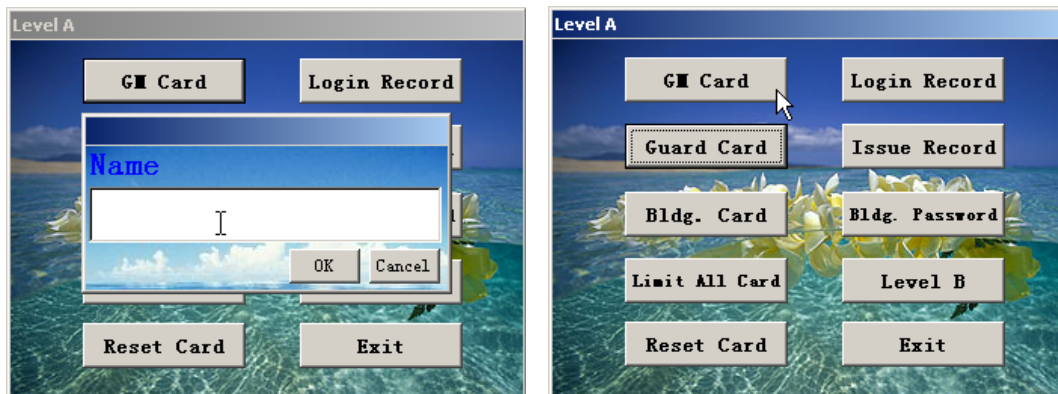 Level A
GM Card Login Record
Name
OK Cancel
Reset Card Exit
Level A
GM Card Login Record
Guard Card Issue Record
Bldg. Card Bldg. Password
Limit All Card Level B
Reset Card Exit